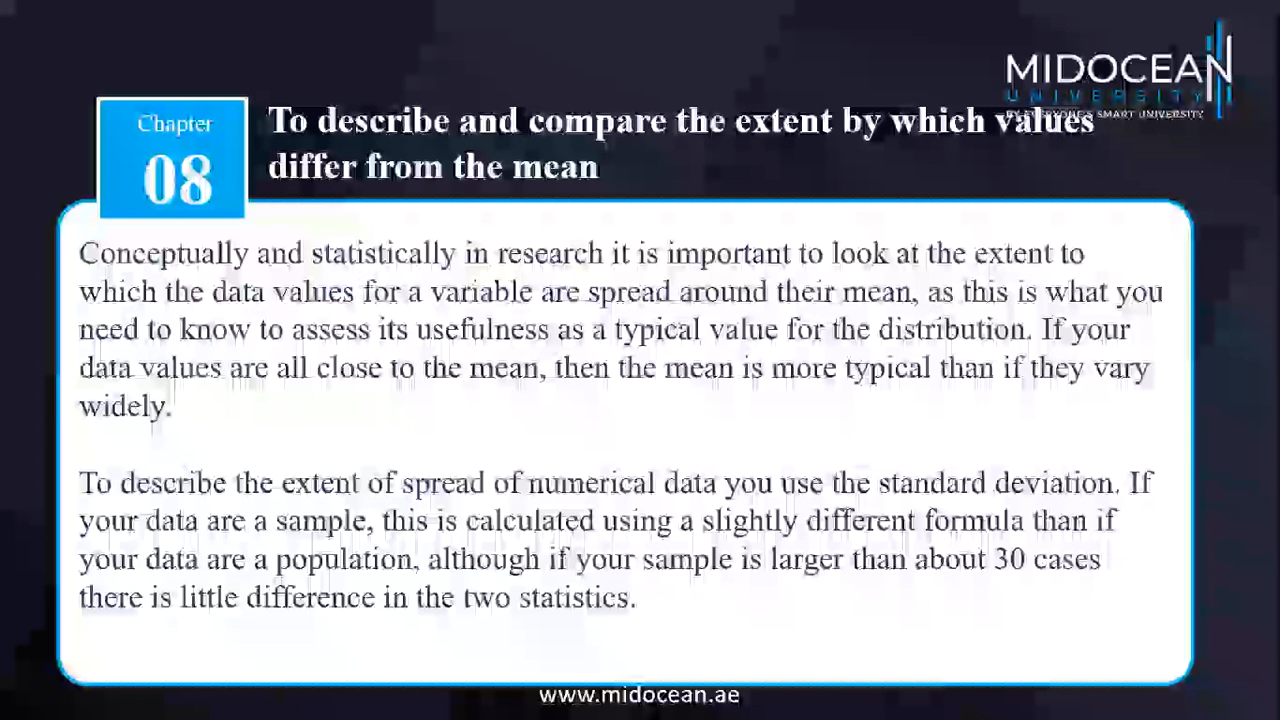 MIDOCEAN
UNIVERSITY
BY EVERYONE'S SMART UNIVERSITY
Chapter
08
To describe and compare the extent by which values
differ from the mean
Conceptually and statistically in research it is important to look at the extent to
which the data values for a variable are spread around their mean, as this is what you
need to know to assess its usefulness as a typical value for the distribution. If your
data values are all close to the mean, then the mean is more typical than if they vary
widely.
To describe the extent of spread of numerical data you use the standard deviation. If
your data are a sample, this is calculated using a slightly different formula than if
your data are a population, although if your sample is larger than about 30 cases
there is little difference in the two statistics.
www.midocean.ae